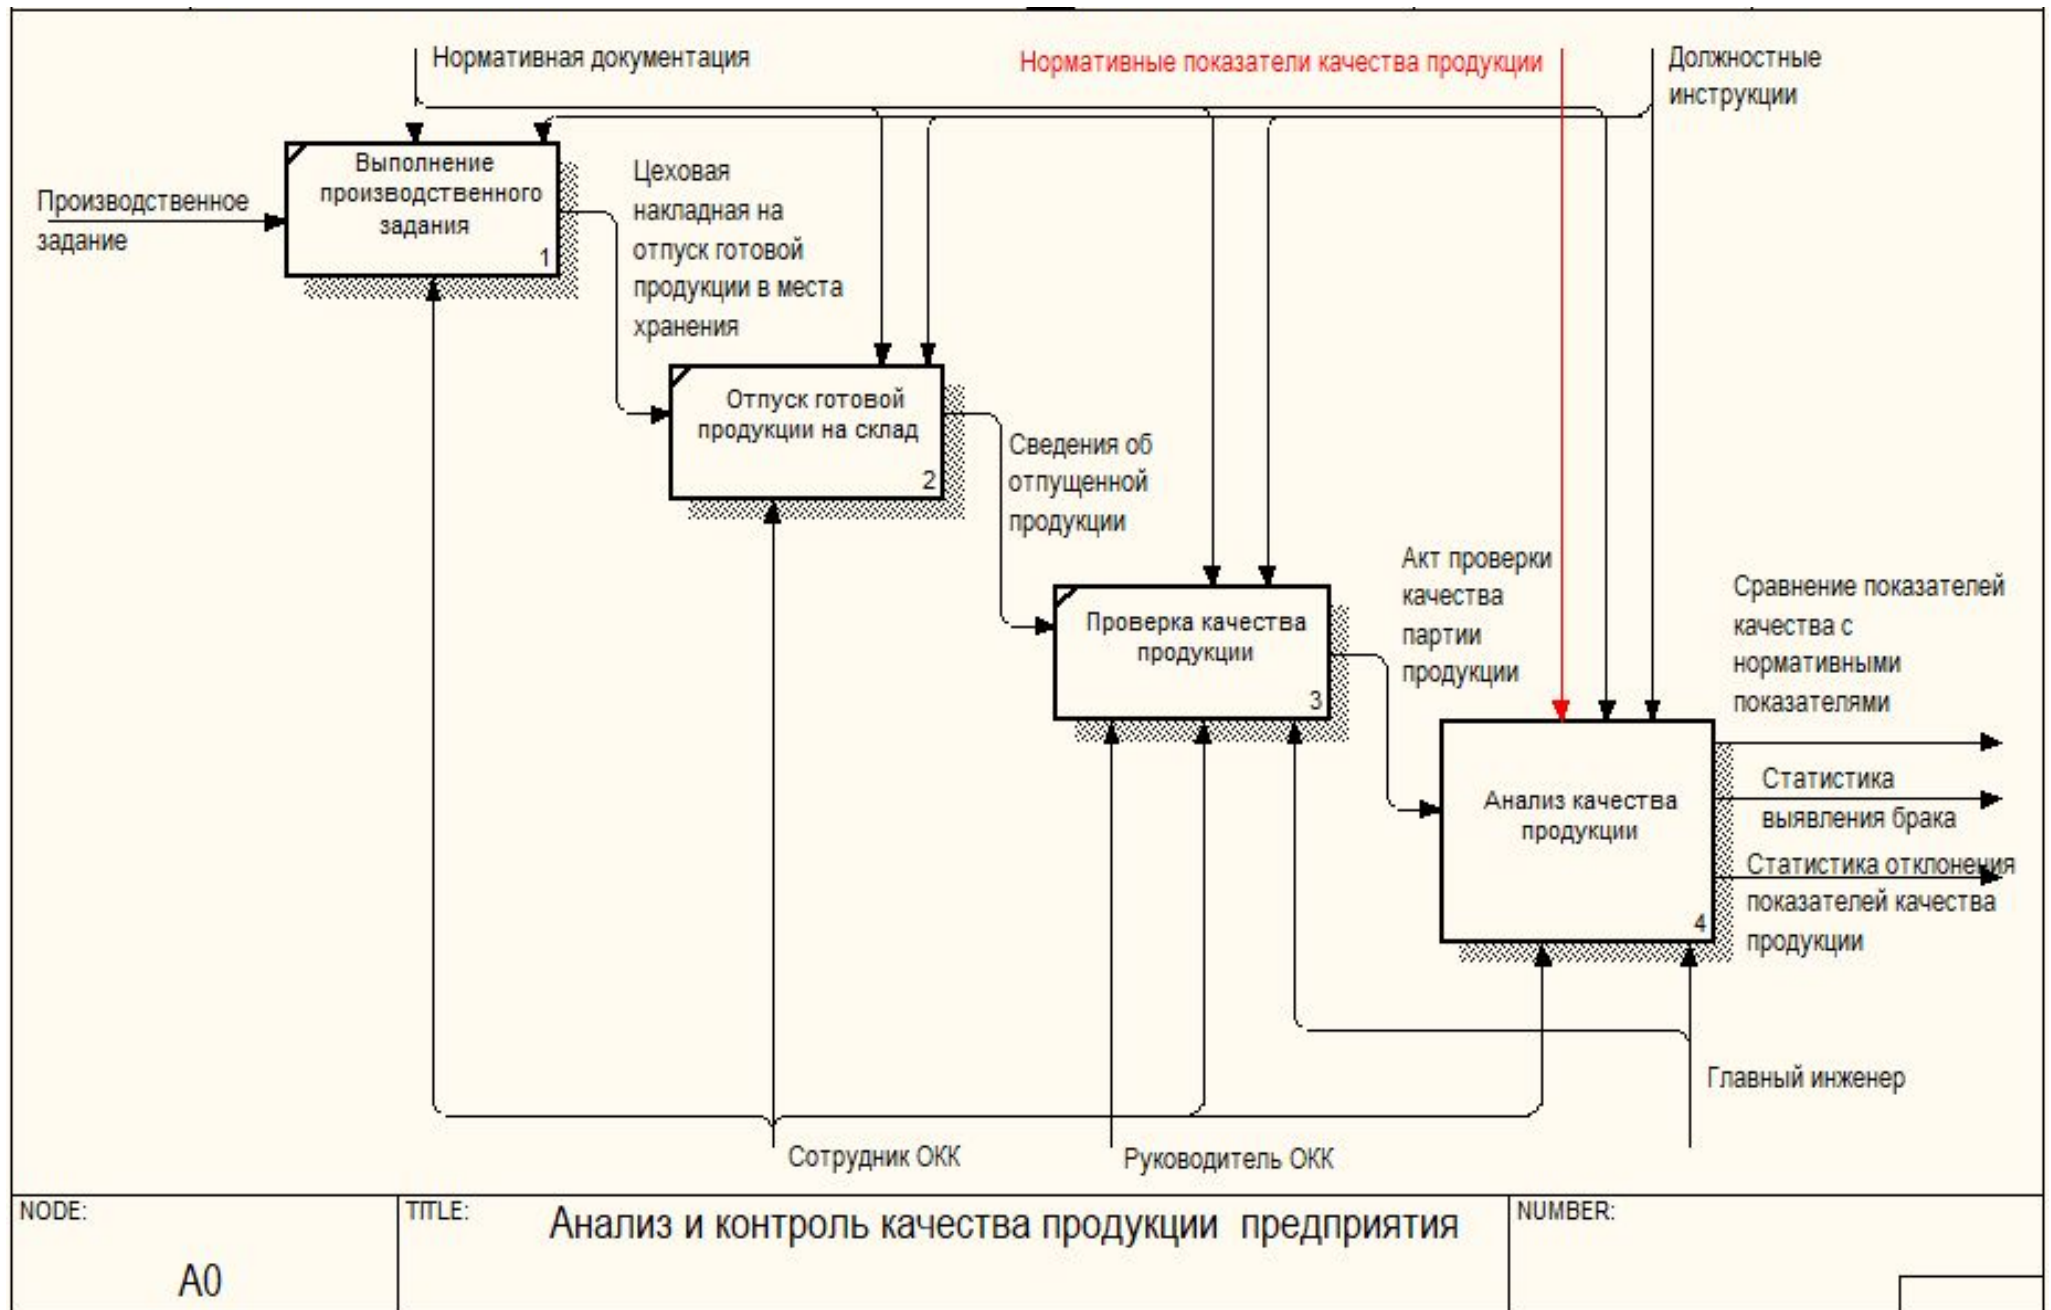 Нормативная документация
Нормативные показатели качества продукции
Должностные
инструкции
Производственное
задание
Выполнение
производственного
задания
1
Цеховая
накладная на
отпуск готовой
продукции в места
хранения
Отпуск готовой
продукции на склад
2
Сведения об
отпущенной
продукции
Проверка качества
продукции
3
Акт проверки
качества
партии
продукции
Анализ качества
продукции
4
Сравнение показателей
качества с
нормативными
показателями
Статистика
выявления брака
Статистика отклонения
показателей качества
продукции
Главный инженер
Сотрудник ОКК
Руководитель ОКК
NODE:
A0
TITLE:
Анализ и контроль качества продукции предприятия
NUMBER: